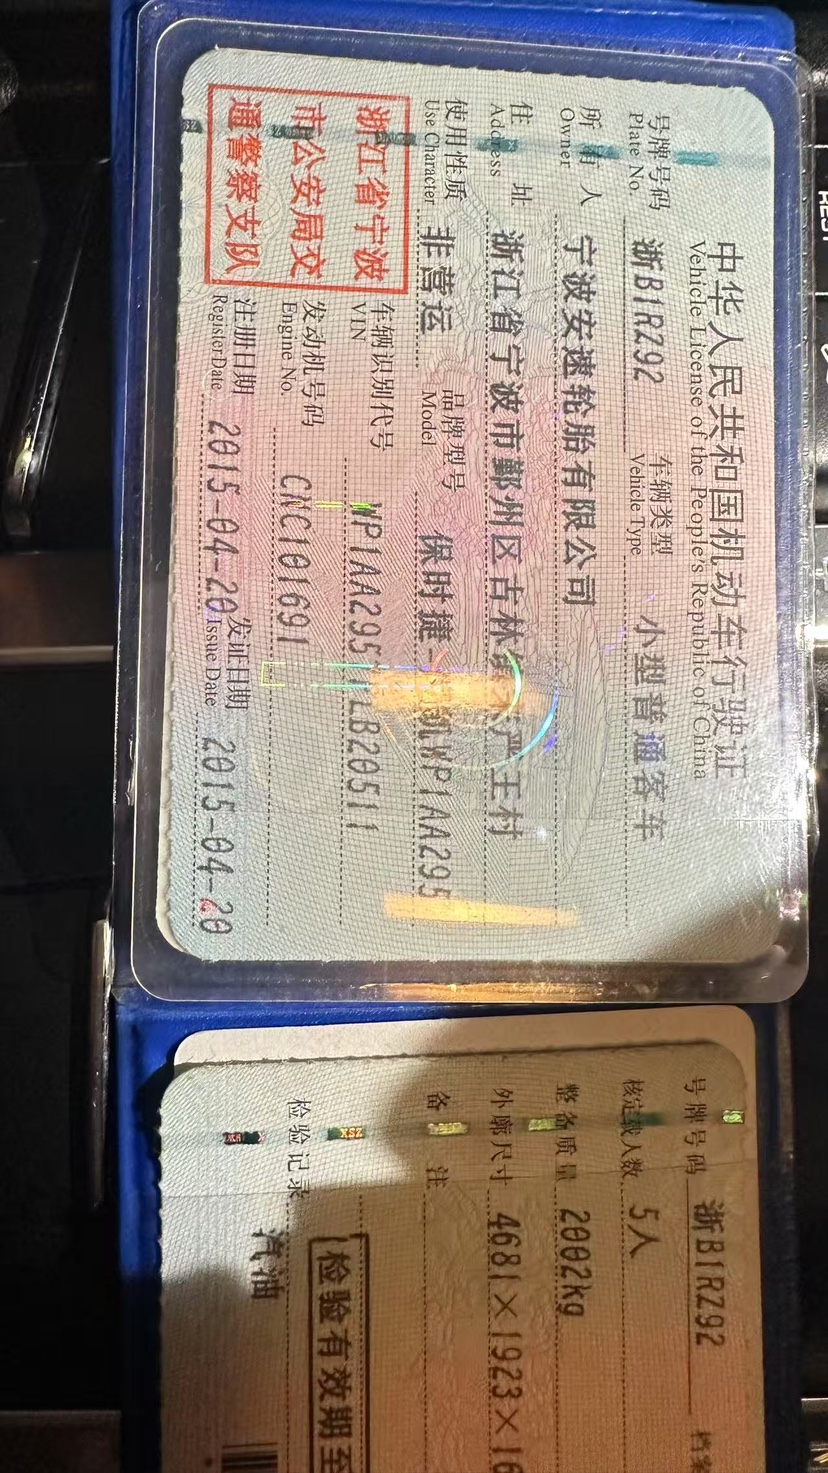 中华人民共和国机动车行驶证
Vehicle License of the People's Republic of China
号牌号码 浙B1RZ92 车辆类型 小型普通客车
Plate No. Vehicle Type
所有人 宁波安速轮胎有限公司
Owner
住址 浙江省宁波市鄞州区古林镇 严王村
Address
使用性质 非营运 品牌型号 保时捷 WP1AA295
Use Character Model
浙江省宁波
市公安局交
通警察支队
车辆识别代号 WP1AA295 LB20511
VIN
发动机号码 CNC101691
Engine No.
注册日期 2015-04-20 发证日期 2015-04-20
Register Date Issue Date
号牌号码 浙B1RZ92 档
核定载人数 5人
整备质量 2002kg
外廓尺寸 4681×1923×16
备注
检验有效期至
检验记录
汽油